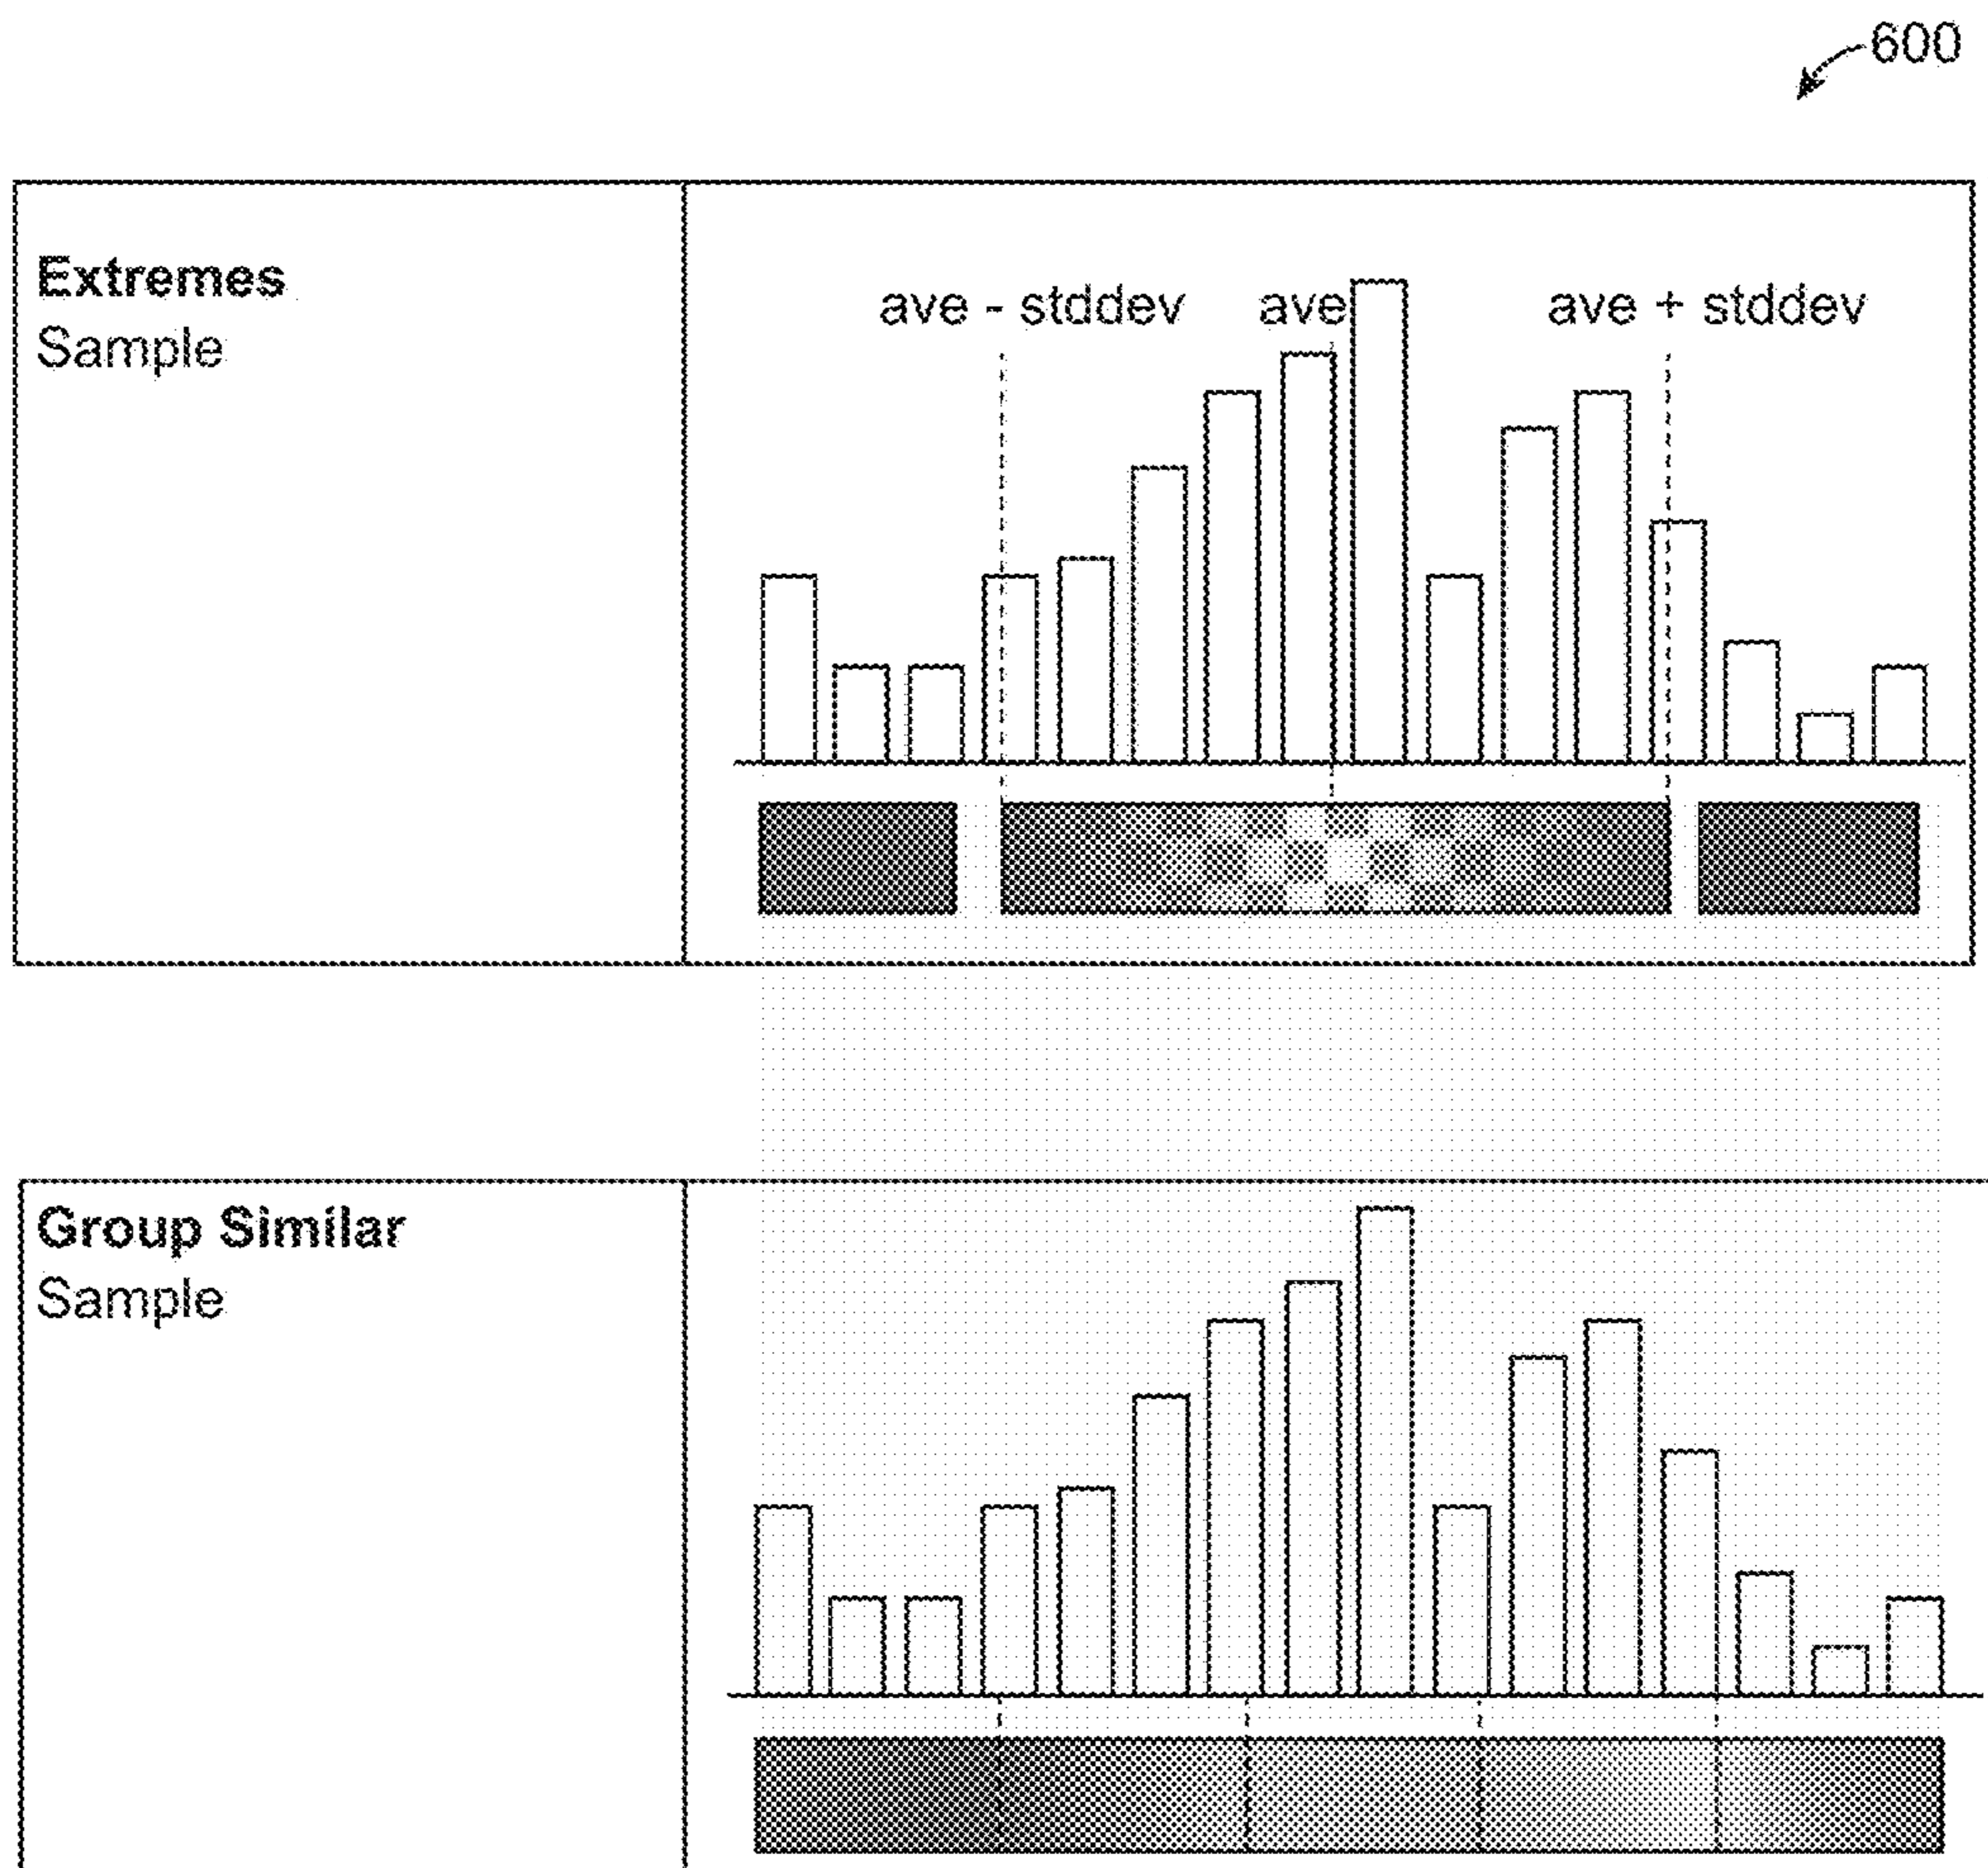 600
Extremes
Sample
ave - stddev ave ave + stddev
Group Similar
Sample